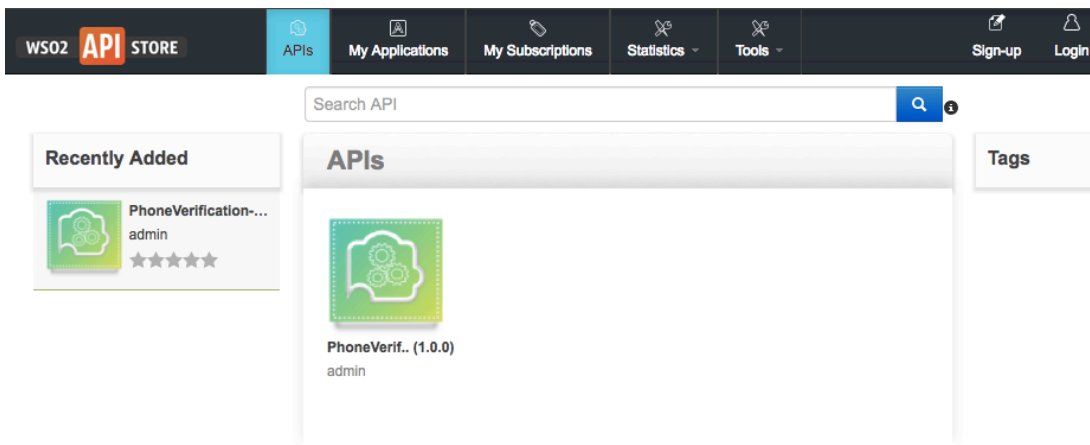 WSO2 API STORE
APIs
My Applications
My Subscriptions
Statistics
Tools
Sign-up
Login
Search API
Recently Added
PhoneVerification-...
admin
APIs
PhoneVerif.. (1.0.0)
admin
Tags